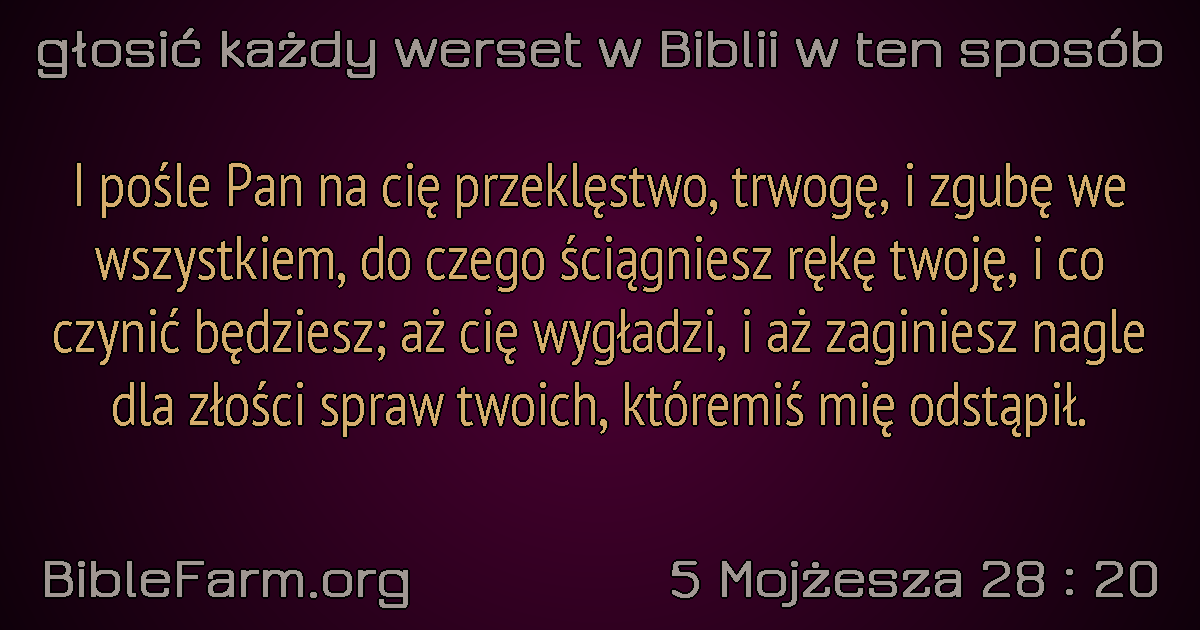 głosić każdy werset w Biblii w ten sposób
I pośle Pan na cię przeklęstwo, trwogę, i zgubę we
wszystkiem, do czego ściągniesz rękę twoję, i co
czynić będziesz; aż cię wygładzi, i aż zaginiesz nagle
dla złości spraw twoich, któremiś mię odstąpił.
BibleFarm.org
5 Mojżesza 28 : 20